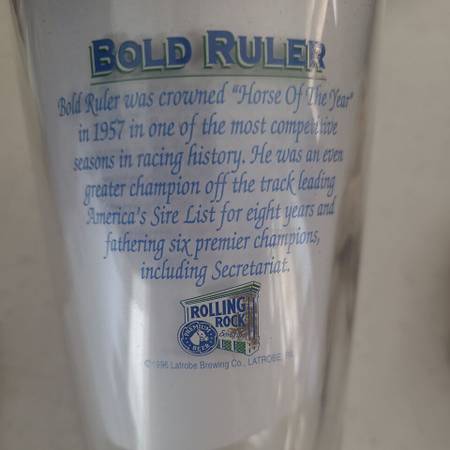 BOLD RULER
Bold Ruler was crowned "Horse Of The Year"
in 1957 in one of the most competitive
seasons in racing history. He was an even
greater champion off the track leading
America's Sire List for eight years and
fathering six premier champions,
including Secretariat.
ROLLING
ROCK
PREMIUM
BEER
©1996 Latrobe Brewing Co., LATROBE,